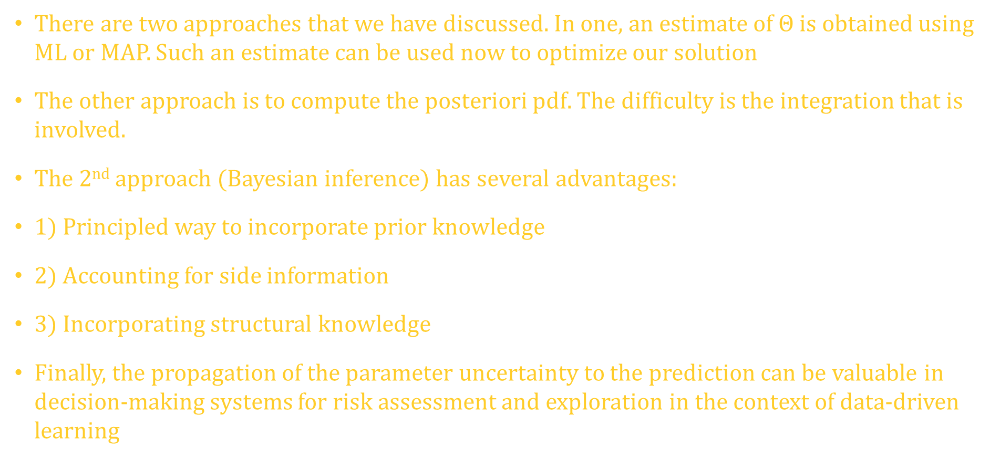 • There are two approaches that we have discussed. In one, an estimate of Θ is obtained using
ML or MAP. Such an estimate can be used now to optimize our solution
• The other approach is to compute the posteriori pdf. The difficulty is the integration that is
involved.
• The 2nd approach (Bayesian inference) has several advantages:
• 1) Principled way to incorporate prior knowledge
• 2) Accounting for side information
• 3) Incorporating structural knowledge
• Finally, the propagation of the parameter uncertainty to the prediction can be valuable in
decision-making systems for risk assessment and exploration in the context of data-driven
learning